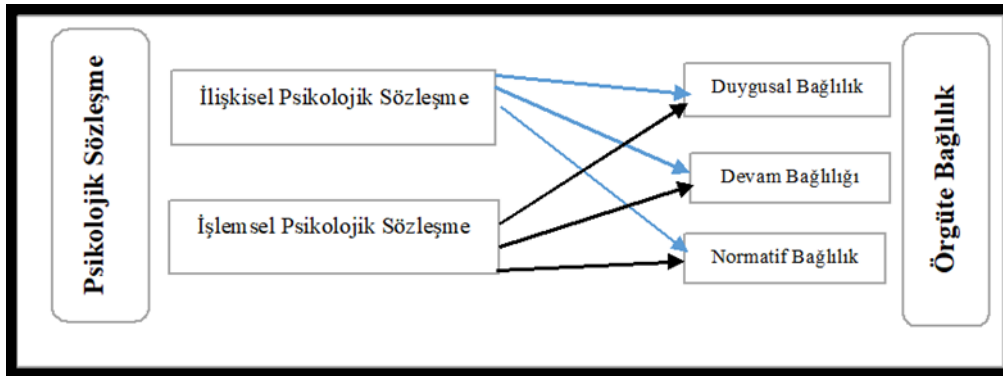 Psikolojik Sözleşme
İlişkisel Psikolojik Sözleşme
İşlemsel Psikolojik Sözleşme
Duygusal Bağlılık
Devam Bağlılığı
Normatif Bağlılık
Örgüte Bağlılık